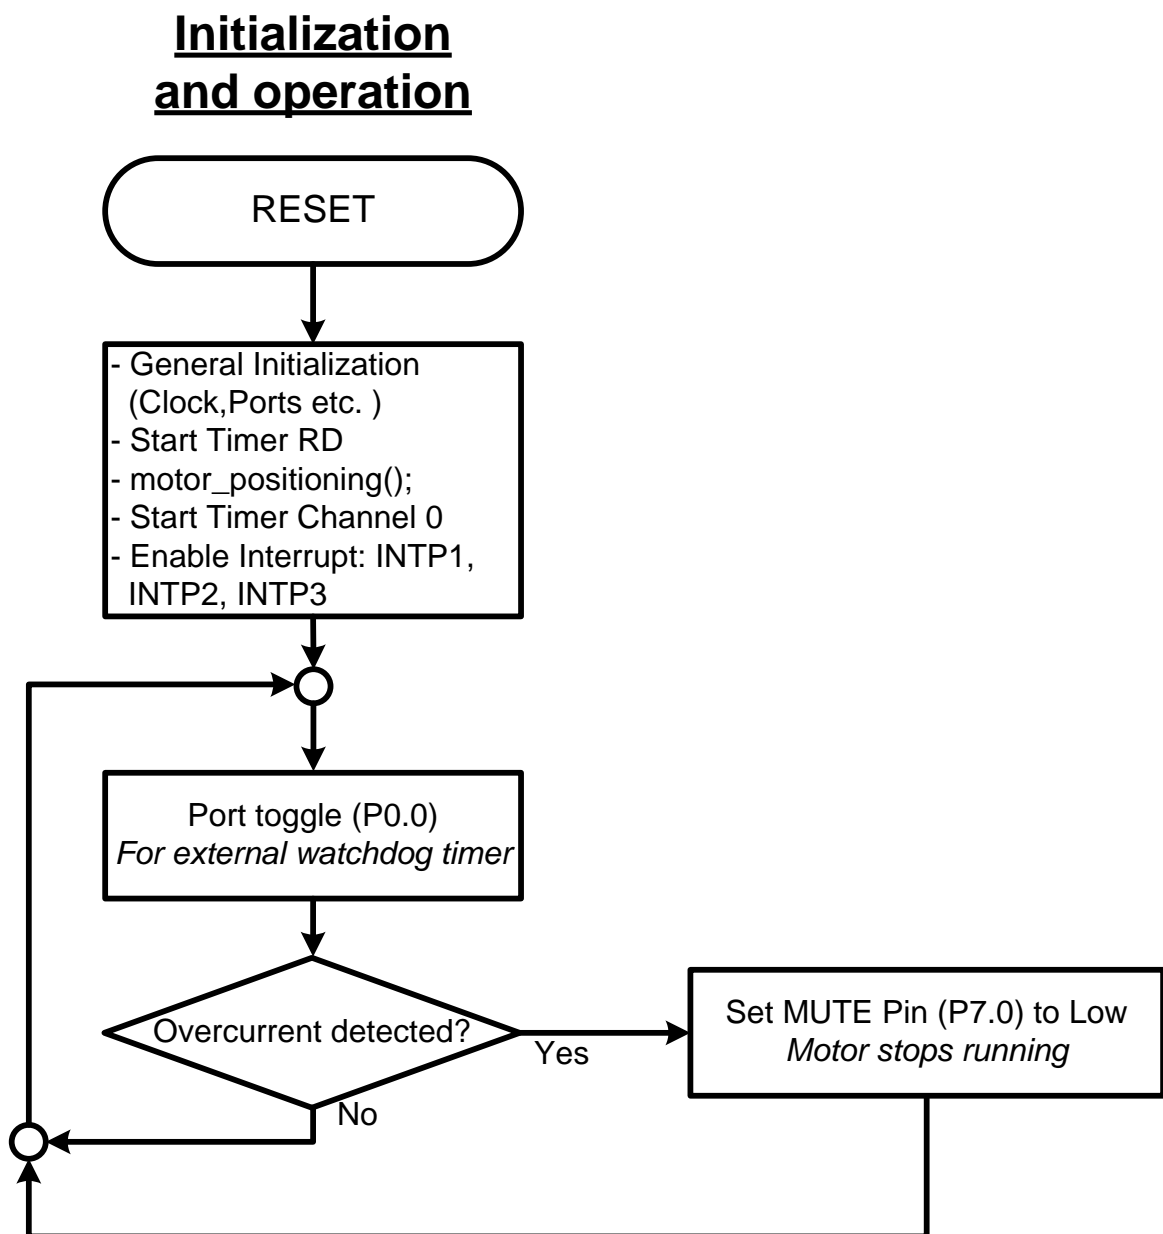 Initialization
and operation
RESET
- General Initialization
(Clock,Ports etc. )
- Start Timer RD
- motor_positioning();
- Start Timer Channel 0
- Enable Interrupt: INTP1,
INTP2, INTP3
Port toggle (P0.0)
For external watchdog timer
Overcurrent detected?
Yes
No
Set MUTE Pin (P7.0) to Low
Motor stops running